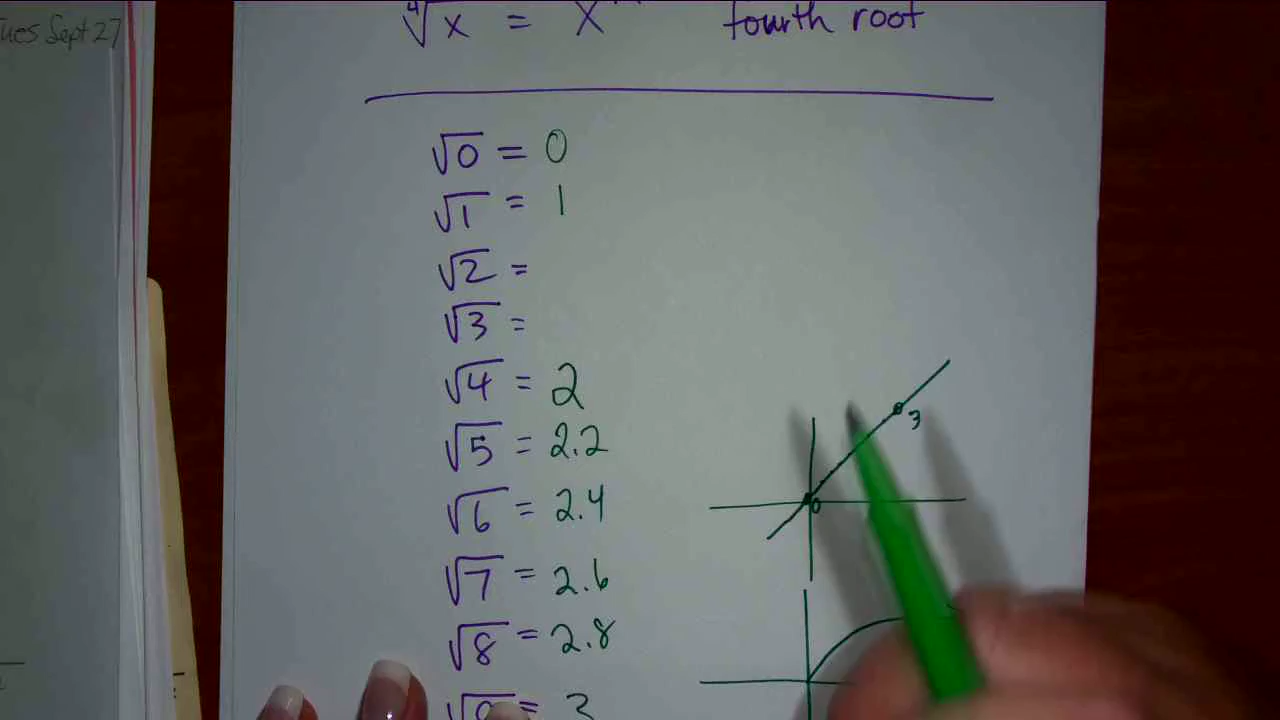 Tues Sept 27
∜x = x fourth root
√0 = 0
√1 = 1
√2 =
√3 =
√4 = 2
√5 = 2.2
√6 = 2.4
√7 = 2.6
√8 = 2.8
√9 = 3
3
0